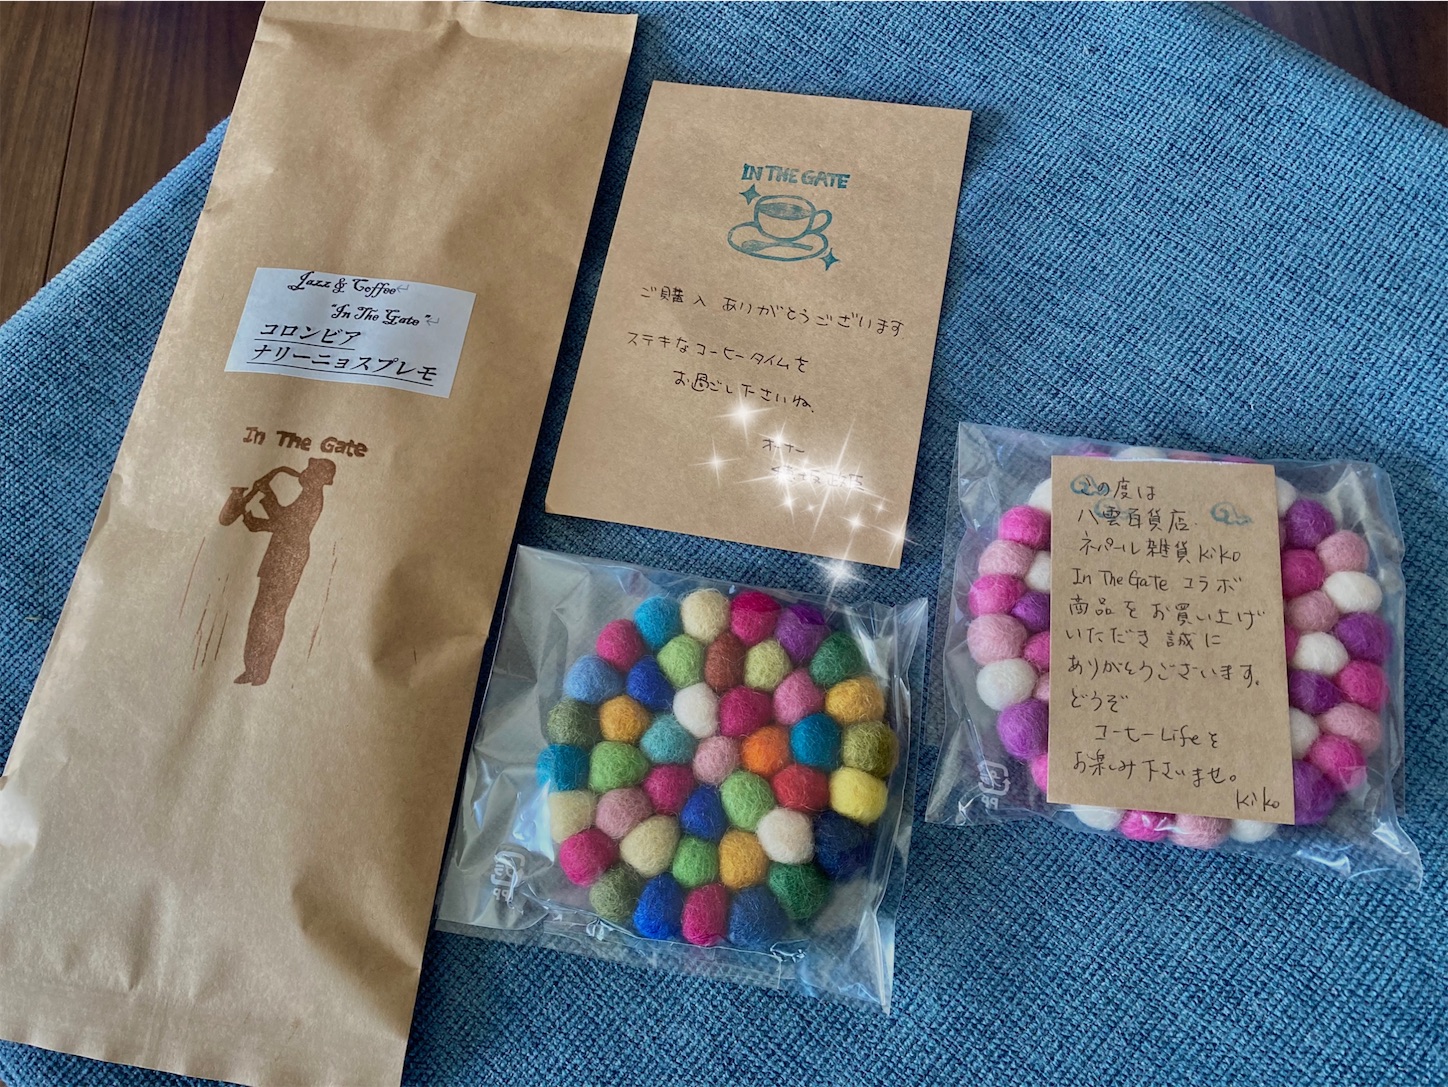 Jazz & Coffee
"In The Gate"
コロンビア
ナリーニョスプレモ
In The Gate
IN THE GATE
ご購入 ありがとうございます
ステキなコーヒータイムを
お過ごし下さいね.
オーナー
この度は
八雲百貨店.
ネパール雑貨kiko
In The Gate コラボ
商品をお買い上げ
いただき 誠に
ありがとうございます。
どうぞ
コーヒーLifeを
お楽しみ下さいませ。
kiko